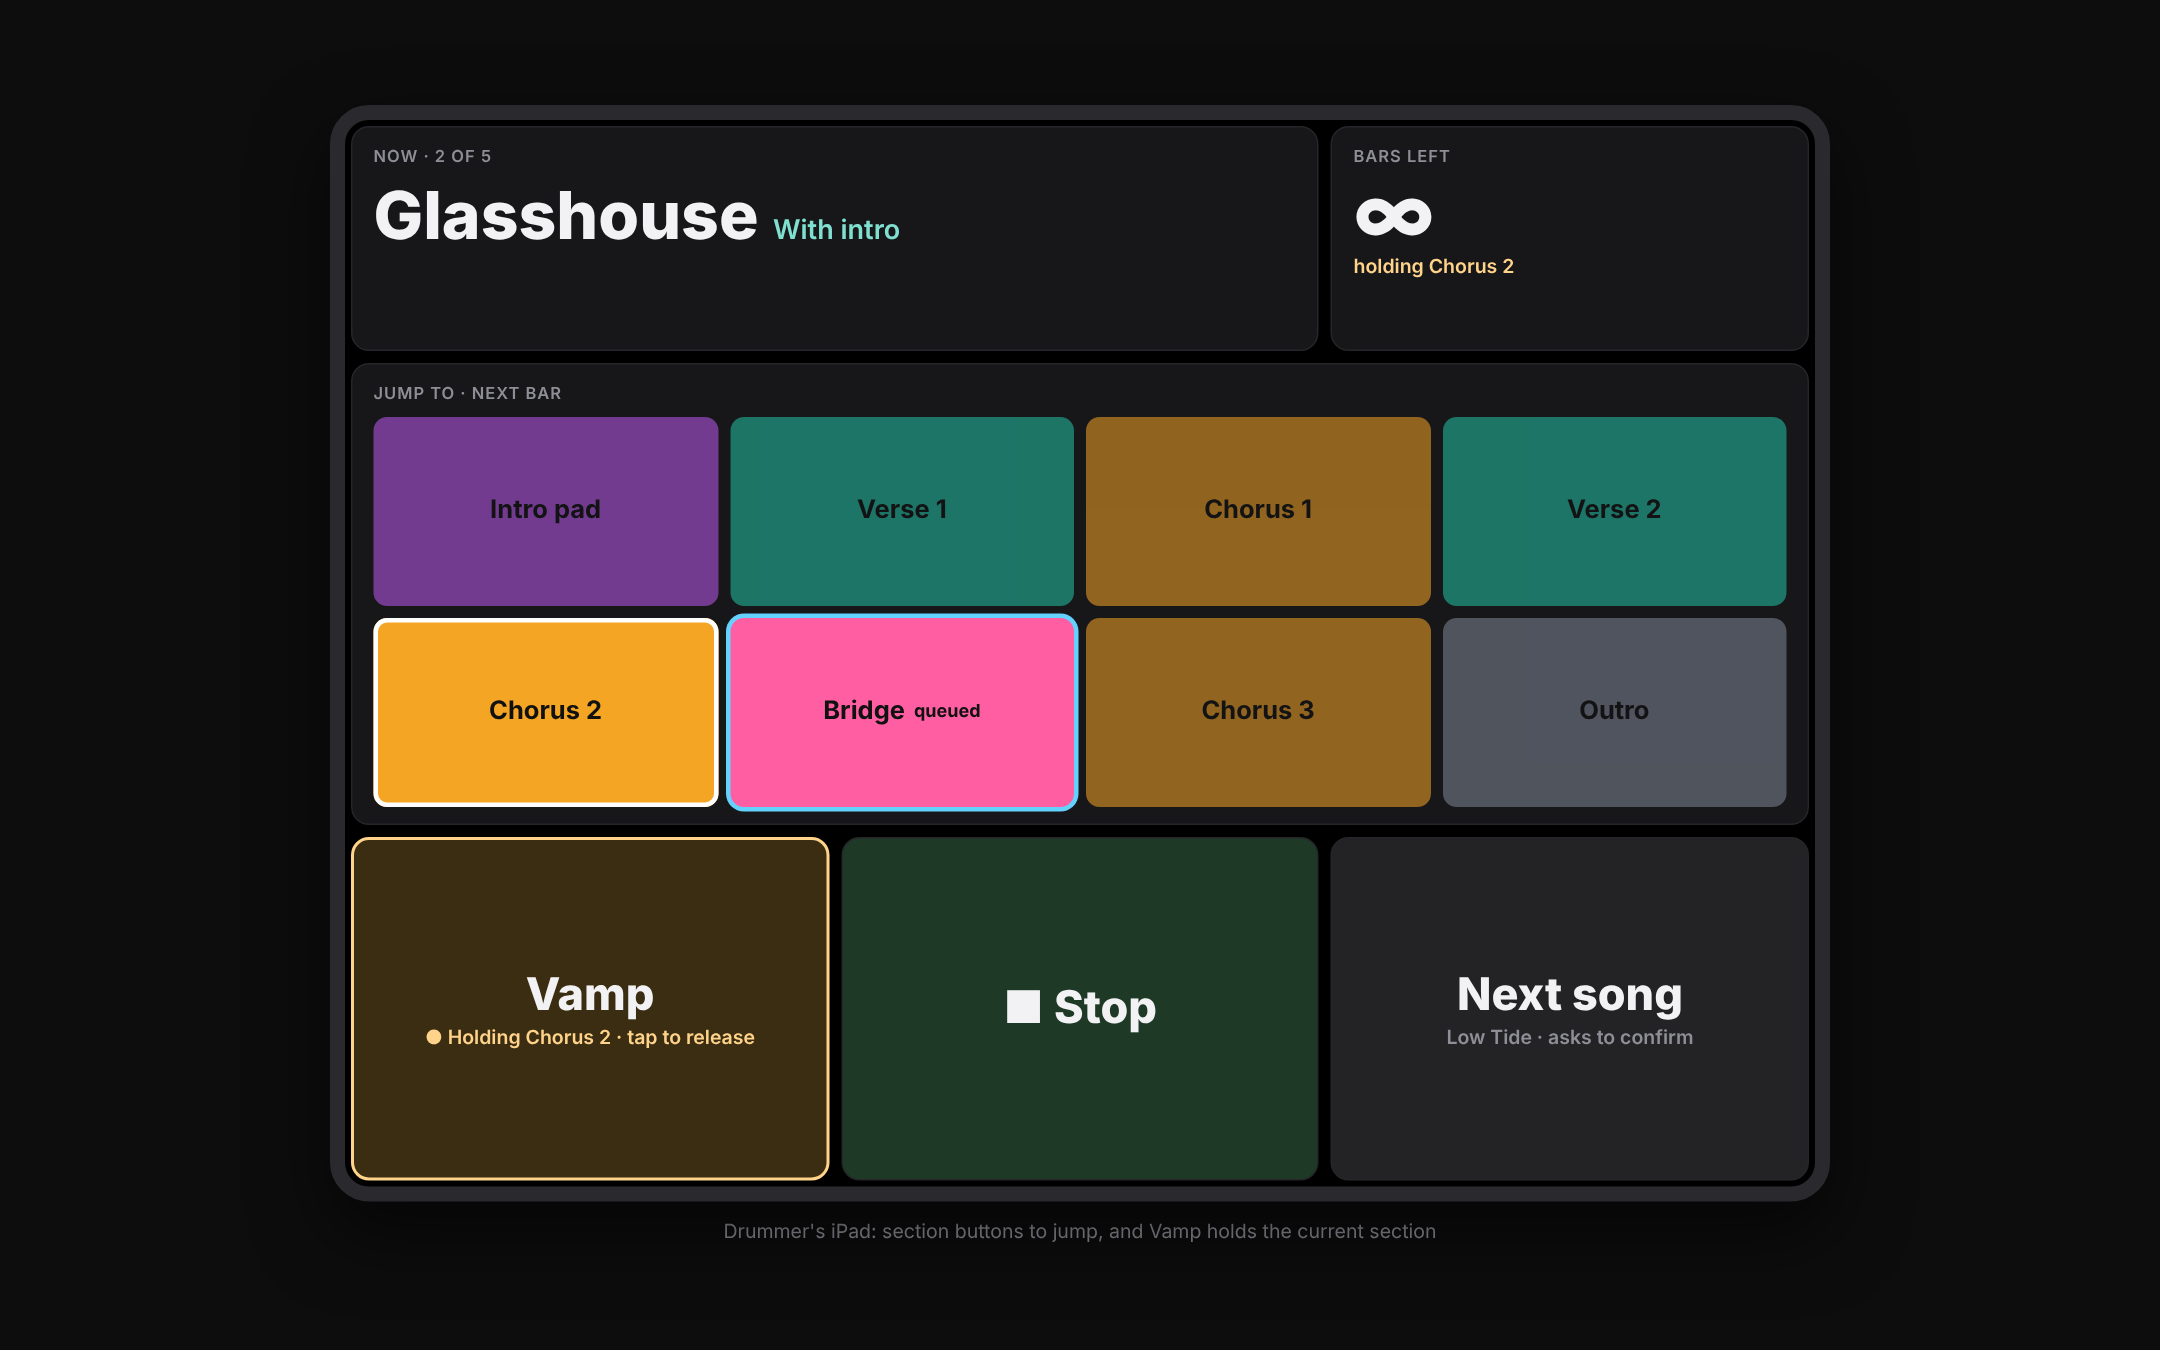 NOW · 2 OF 5
Glasshouse With intro
BARS LEFT
∞
holding Chorus 2
JUMP TO · NEXT BAR
Intro pad
Verse 1
Chorus 1
Verse 2
Chorus 2
Bridge queued
Chorus 3
Outro
Vamp
● Holding Chorus 2 · tap to release
■ Stop
Next song
Low Tide · asks to confirm
Drummer's iPad: section buttons to jump, and Vamp holds the current section